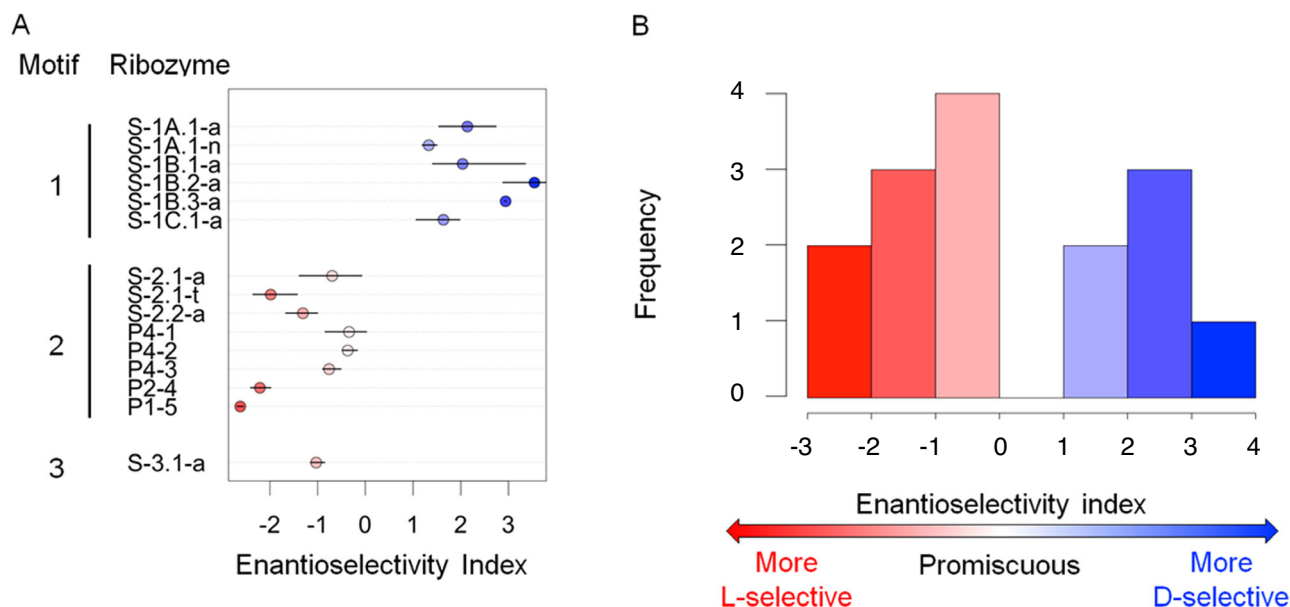 A
Motif Ribozyme
1
S-1A.1-a
S-1A.1-n
S-1B.1-a
S-1B.2-a
S-1B.3-a
S-1C.1-a
2
S-2.1-a
S-2.1-t
S-2.2-a
P4-1
P4-2
P4-3
P2-4
P1-5
3
S-3.1-a
-2 -1 0 1 2 3
Enantioselectivity Index
B
Frequency
4
3
2
1
0
-3 -2 -1 0 1 2 3 4
Enantioselectivity index
More
L-selective
Promiscuous
More
D-selective